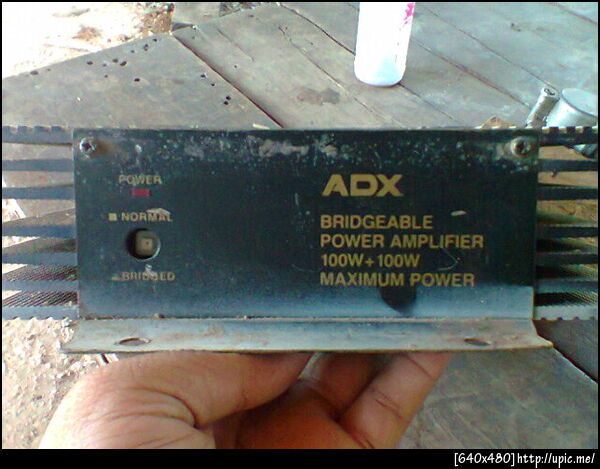 POWER
NORMAL
BRIDGED
ADX
BRIDGEABLE
POWER AMPLIFIER
100W+100W
MAXIMUM POWER
[640x480]http://upic.me/